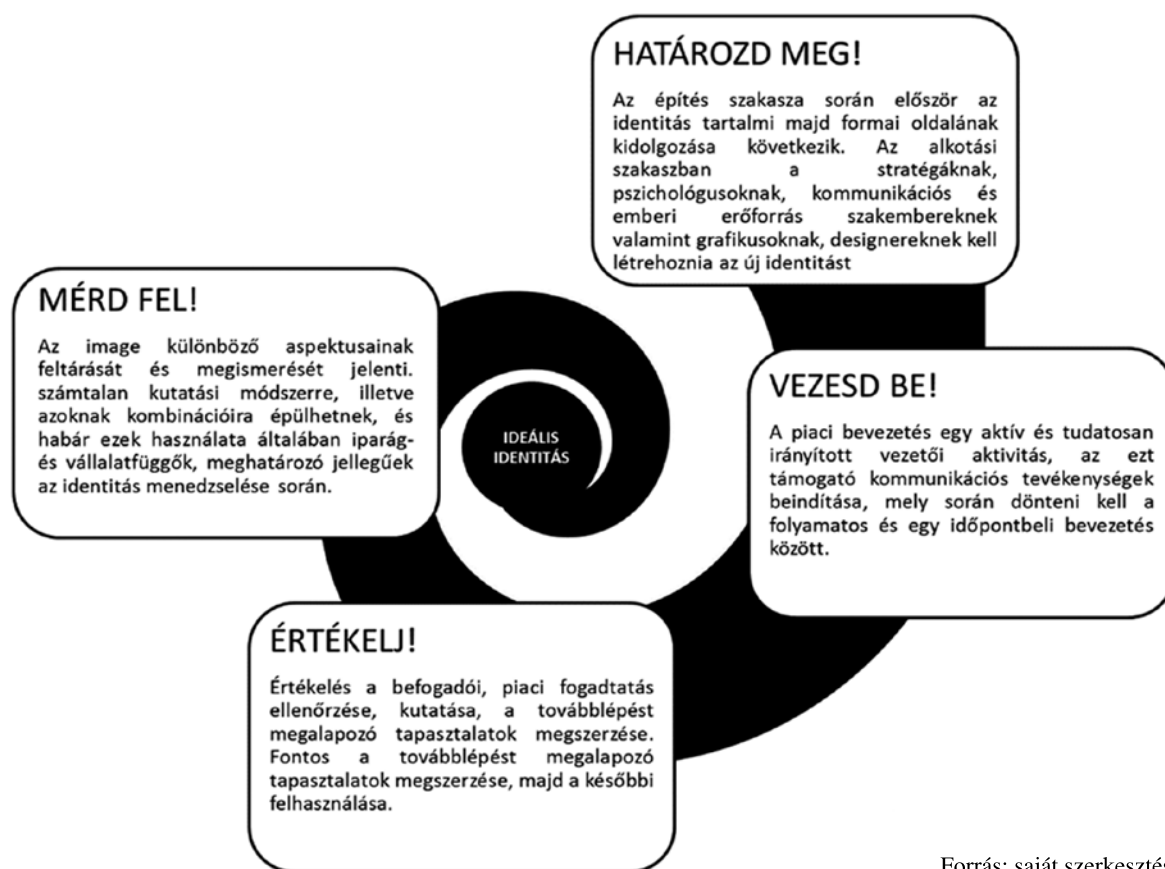 HATÁROZD MEG!
Az építés szakasza során először az
identitás tartalmi majd formai oldalának
kidolgozása következik. Az alkotási
szakaszban a stratégáknak,
pszichológusoknak, kommunikációs és
emberi erőforrás szakembereknek
valamint grafikusoknak, designereknek kell
létrehoznia az új identitást
MÉRD FEL!
Az image különböző aspektusainak
feltárását és megismerését jelenti.
számtalan kutatási módszerre, illetve
azoknak kombinációira épülhetnek, és
habár ezek használata általában iparág-
és vállalatfüggők, meghatározó jellegűek
az identitás menedzselése során.
IDEÁLIS
IDENTITÁS
VEZESD BE!
A piaci bevezetés egy aktív és tudatosan
irányított vezetői aktivitás, az ezt
támogató kommunikációs tevékenységek
beindítása, mely során dönteni kell a
folyamatos és egy időpontbeli bevezetés
között.
ÉRTÉKELJ!
Értékelés a befogadói, piaci fogadtatás
ellenőrzése, kutatása, a továbblépést
megalapozó tapasztalatok megszerzése.
Fontos a továbblépést megalapozó
tapasztalatok megszerzése, majd a későbbi
felhasználása.
Forrás: saját szerkesztés